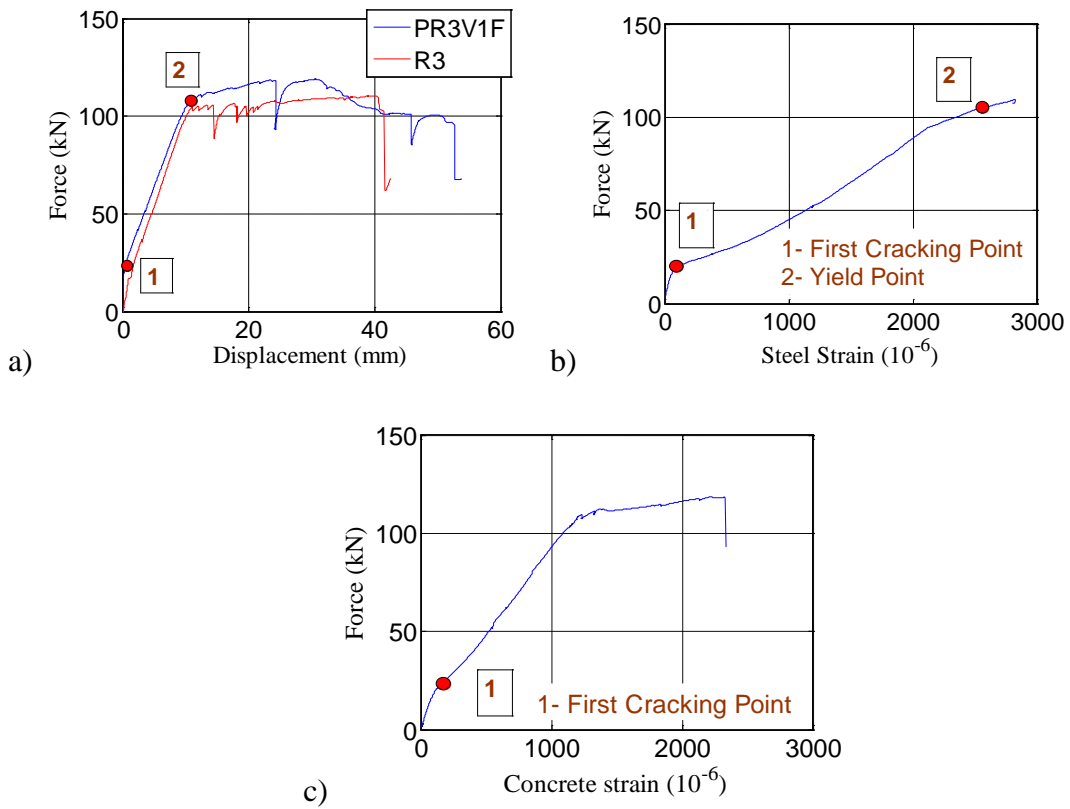 150
100
50
0
Force (kN)
0
20
40
60
Displacement (mm)
PR3V1F
R3
1
2
a)
150
100
50
0
Force (kN)
0
1000
2000
3000
Steel Strain (10-6)
1
2
1- First Cracking Point
2- Yield Point
b)
150
100
50
0
Force (kN)
0
1000
2000
3000
Concrete strain (10-6)
1
1- First Cracking Point
c)